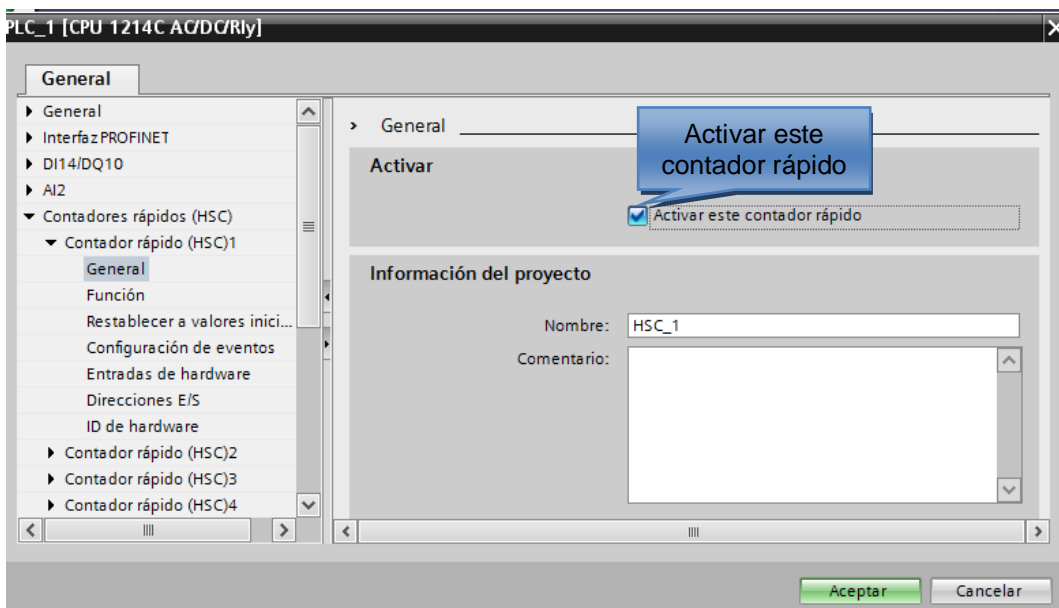 PLC_1 [CPU 1214C AC/DC/Rly]
General
General
Interfaz PROFINET
DI14/DQ10
AI2
Contadores rápidos (HSC)
Contador rápido (HSC)1
General
Función
Restablecer a valores inici...
Configuración de eventos
Entradas de hardware
Direcciones E/S
ID de hardware
Contador rápido (HSC)2
Contador rápido (HSC)3
Contador rápido (HSC)4
General
Activar este
contador rápido
Activar
Activar este contador rápido
Información del proyecto
Nombre: HSC_1
Comentario:
Aceptar Cancelar